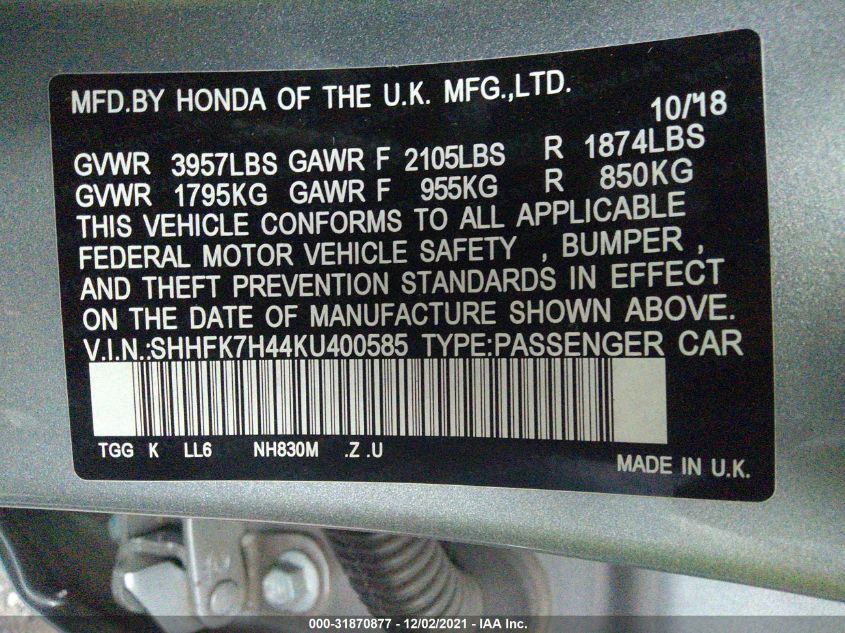 MFD.BY HONDA OF THE U.K. MFG.,LTD. 10/'18
GVWR 3957LBS GAWR F 2105LBS R 1874LBS
GVWR 1795KG GAWR F 955KG R 850KG
THIS VEHICLE CONFORMS TO ALL APPLICABLE
FEDERAL MOTOR VEHICLE SAFETY , BUMPER ,
AND THEFT PREVENTION STANDARDS IN EFFECT
ON THE DATE OF MANUFACTURE SHOWN ABOVE.
V.I.N.:SHHFK7H44KU400585 TYPE:PASSENGER CAR
TGG K LL6 NH830M .Z .U
MADE IN U.K.
000-31870877 - 12/02/2021 - IAA Inc.